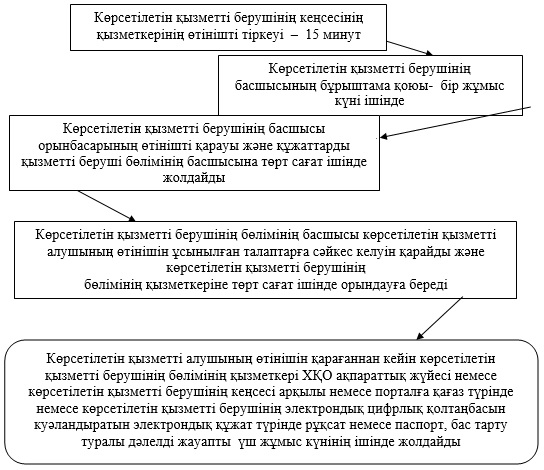 Көрсетілетін қызметті берушінің кеңсесінің
қызметкерінің өтінішті тіркеуі – 15 минут
Көрсетілетін қызметті берушінің
басшысының бұрыштама қоюы- бір жұмыс
күні ішінде
Көрсетілетін қызметті берушінің басшысы
орынбасарының өтінішті қарауы және құжаттарды
қызметті беруші бөлімінің басшысына төрт сағат ішінде
жолдайды
Көрсетілетін қызметті берушінің бөлімінің басшысы көрсетілетін қызметті
алушының өтінішін ұсынылған талаптарға сәйкес келуін қарайды және
көрсетілетін қызметті берушінің
бөлімінің қызметкеріне төрт сағат ішінде орындауға береді
Көрсетілетін қызметті алушының өтінішін қарағаннан кейін көрсетілетін
қызметті берушінің бөлімінің қызметкері ХҚО ақпараттық жүйесі немесе
көрсетілетін қызметті берушінің кеңсесі арқылы немесе порталға қағаз түрінде
немесе көрсетілетін қызметті берушінің электрондық цифрлық қолтаңбасын
куәландыратын электрондық құжат түрінде рұқсат немесе паспорт, бас тарту
туралы дәлелді жауапты үш жұмыс күнінің ішінде жолдайды